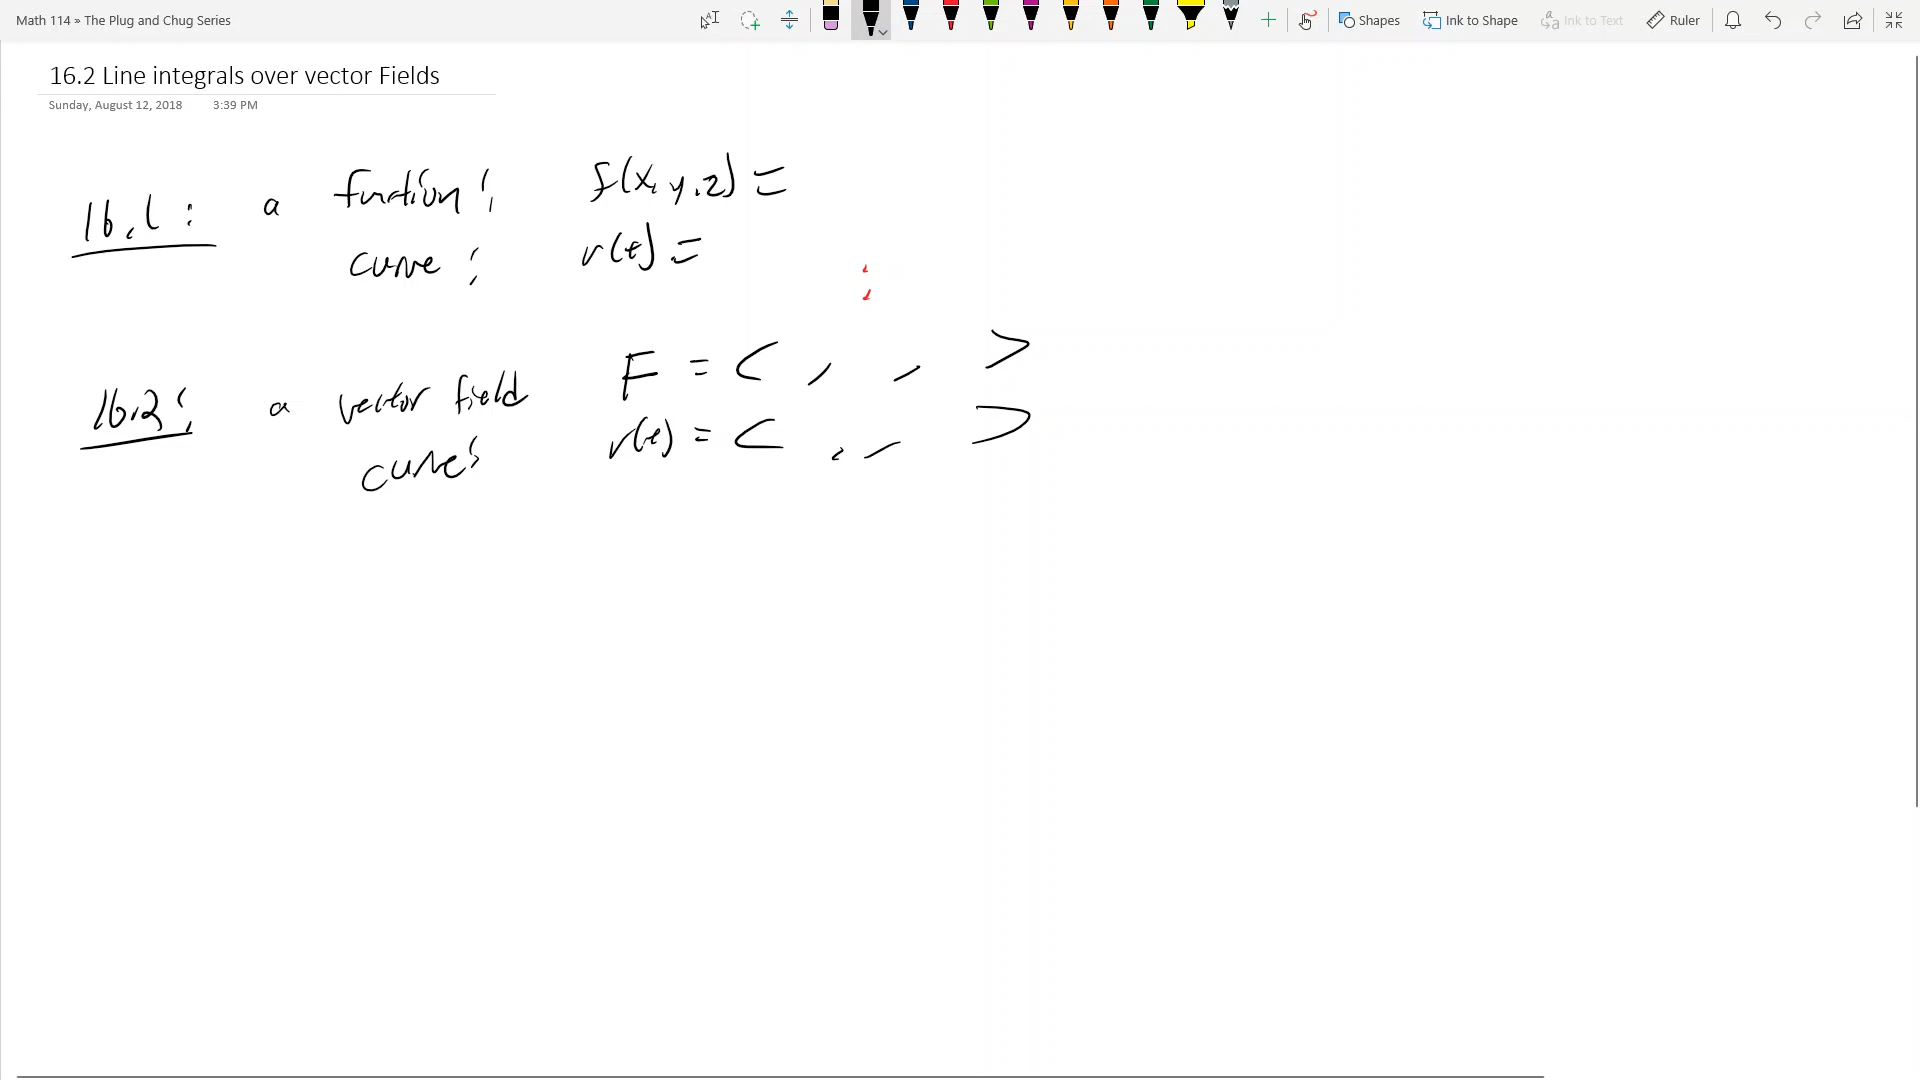 Math 114 » The Plug and Chug Series
Shapes
Ink to Shape
Ink to Text
Ruler
16.2 Line integrals over vector Fields
Sunday, August 12, 2018 3:39 PM
16.1: a function: f(x,y,z) =
curve: r(t) =
:
16.2: a vector field F = < , , >
curve: r(t) = < , , >